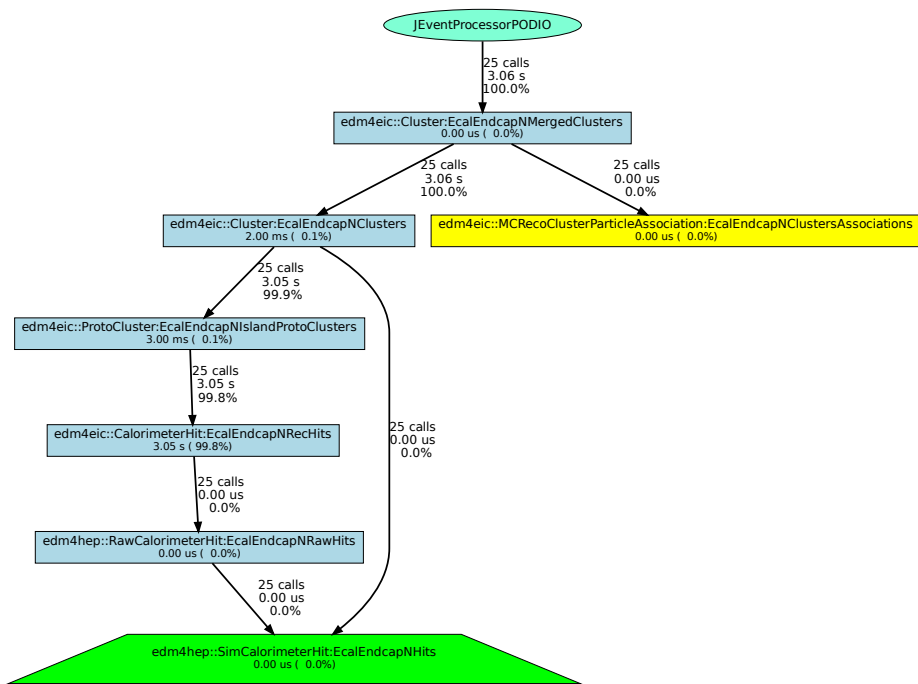 JEventProcessorPODIO
25 calls
3.06 s
100.0%
edm4eic::Cluster:EcalEndcapNMergedClusters
0.00 us ( 0.0%)
25 calls
3.06 s
100.0%
25 calls
0.00 us
0.0%
edm4eic::Cluster:EcalEndcapNClusters
2.00 ms ( 0.1%)
edm4eic::MCRecoClusterParticleAssociation:EcalEndcapNClustersAssociations
0.00 us ( 0.0%)
25 calls
3.05 s
99.9%
edm4eic::ProtoCluster:EcalEndcapNIslandProtoClusters
3.00 ms ( 0.1%)
25 calls
3.05 s
99.8%
edm4eic::CalorimeterHit:EcalEndcapNRecHits
3.05 s ( 99.8%)
25 calls
0.00 us
0.0%
25 calls
0.00 us
0.0%
edm4hep::RawCalorimeterHit:EcalEndcapNRawHits
0.00 us ( 0.0%)
25 calls
0.00 us
0.0%
edm4hep::SimCalorimeterHit:EcalEndcapNHits
0.00 us ( 0.0%)